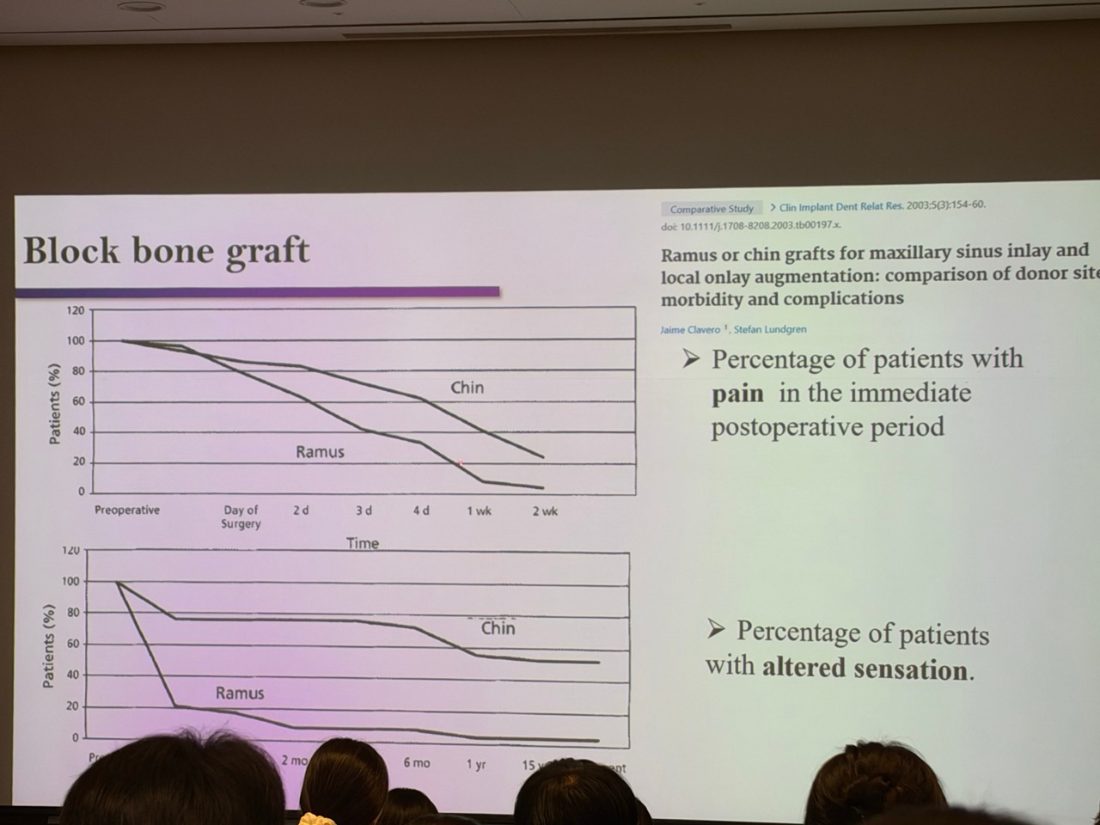 Block bone graft
Comparative Study > Clin Implant Dent Relat Res. 2003;5(3):154-60.
doi: 10.1111/j.1708-8208.2003.tb00197.x.
Ramus or chin grafts for maxillary sinus inlay and
local onlay augmentation: comparison of donor site
morbidity and complications
Jaime Clavero 1, Stefan Lundgren
120
100
80
60
40
20
0
Patients (%)
Chin
Ramus
Preoperative
Day of
Surgery
2 d
3 d
4 d
1 wk
2 wk
Time
➢ Percentage of patients with
pain in the immediate
postoperative period
120
100
80
60
40
20
0
Patients (%)
Chin
Ramus
2 mo
6 mo
1 yr
15
➢ Percentage of patients
with altered sensation.